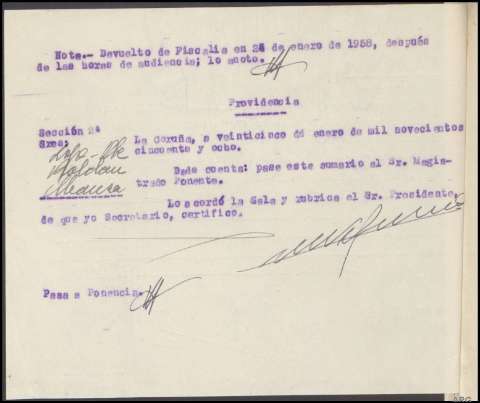 Nota.- Devuelto de Fiscalia en 24 de enero de 1958, después
de las horas de audiencia; lo anoto.
Providencia
Sección 2ª
Sres:
La Coruña, a veinticinco de enero de mil novecientos
cincuenta y ocho.
Dada cuenta: pase este sumario al Sr. Magis-
trado Ponente.
Lo acordó la Sala y rubrica el Sr. Presidente,
de que yo Secretario, certifico.
Pasa a Ponencia.